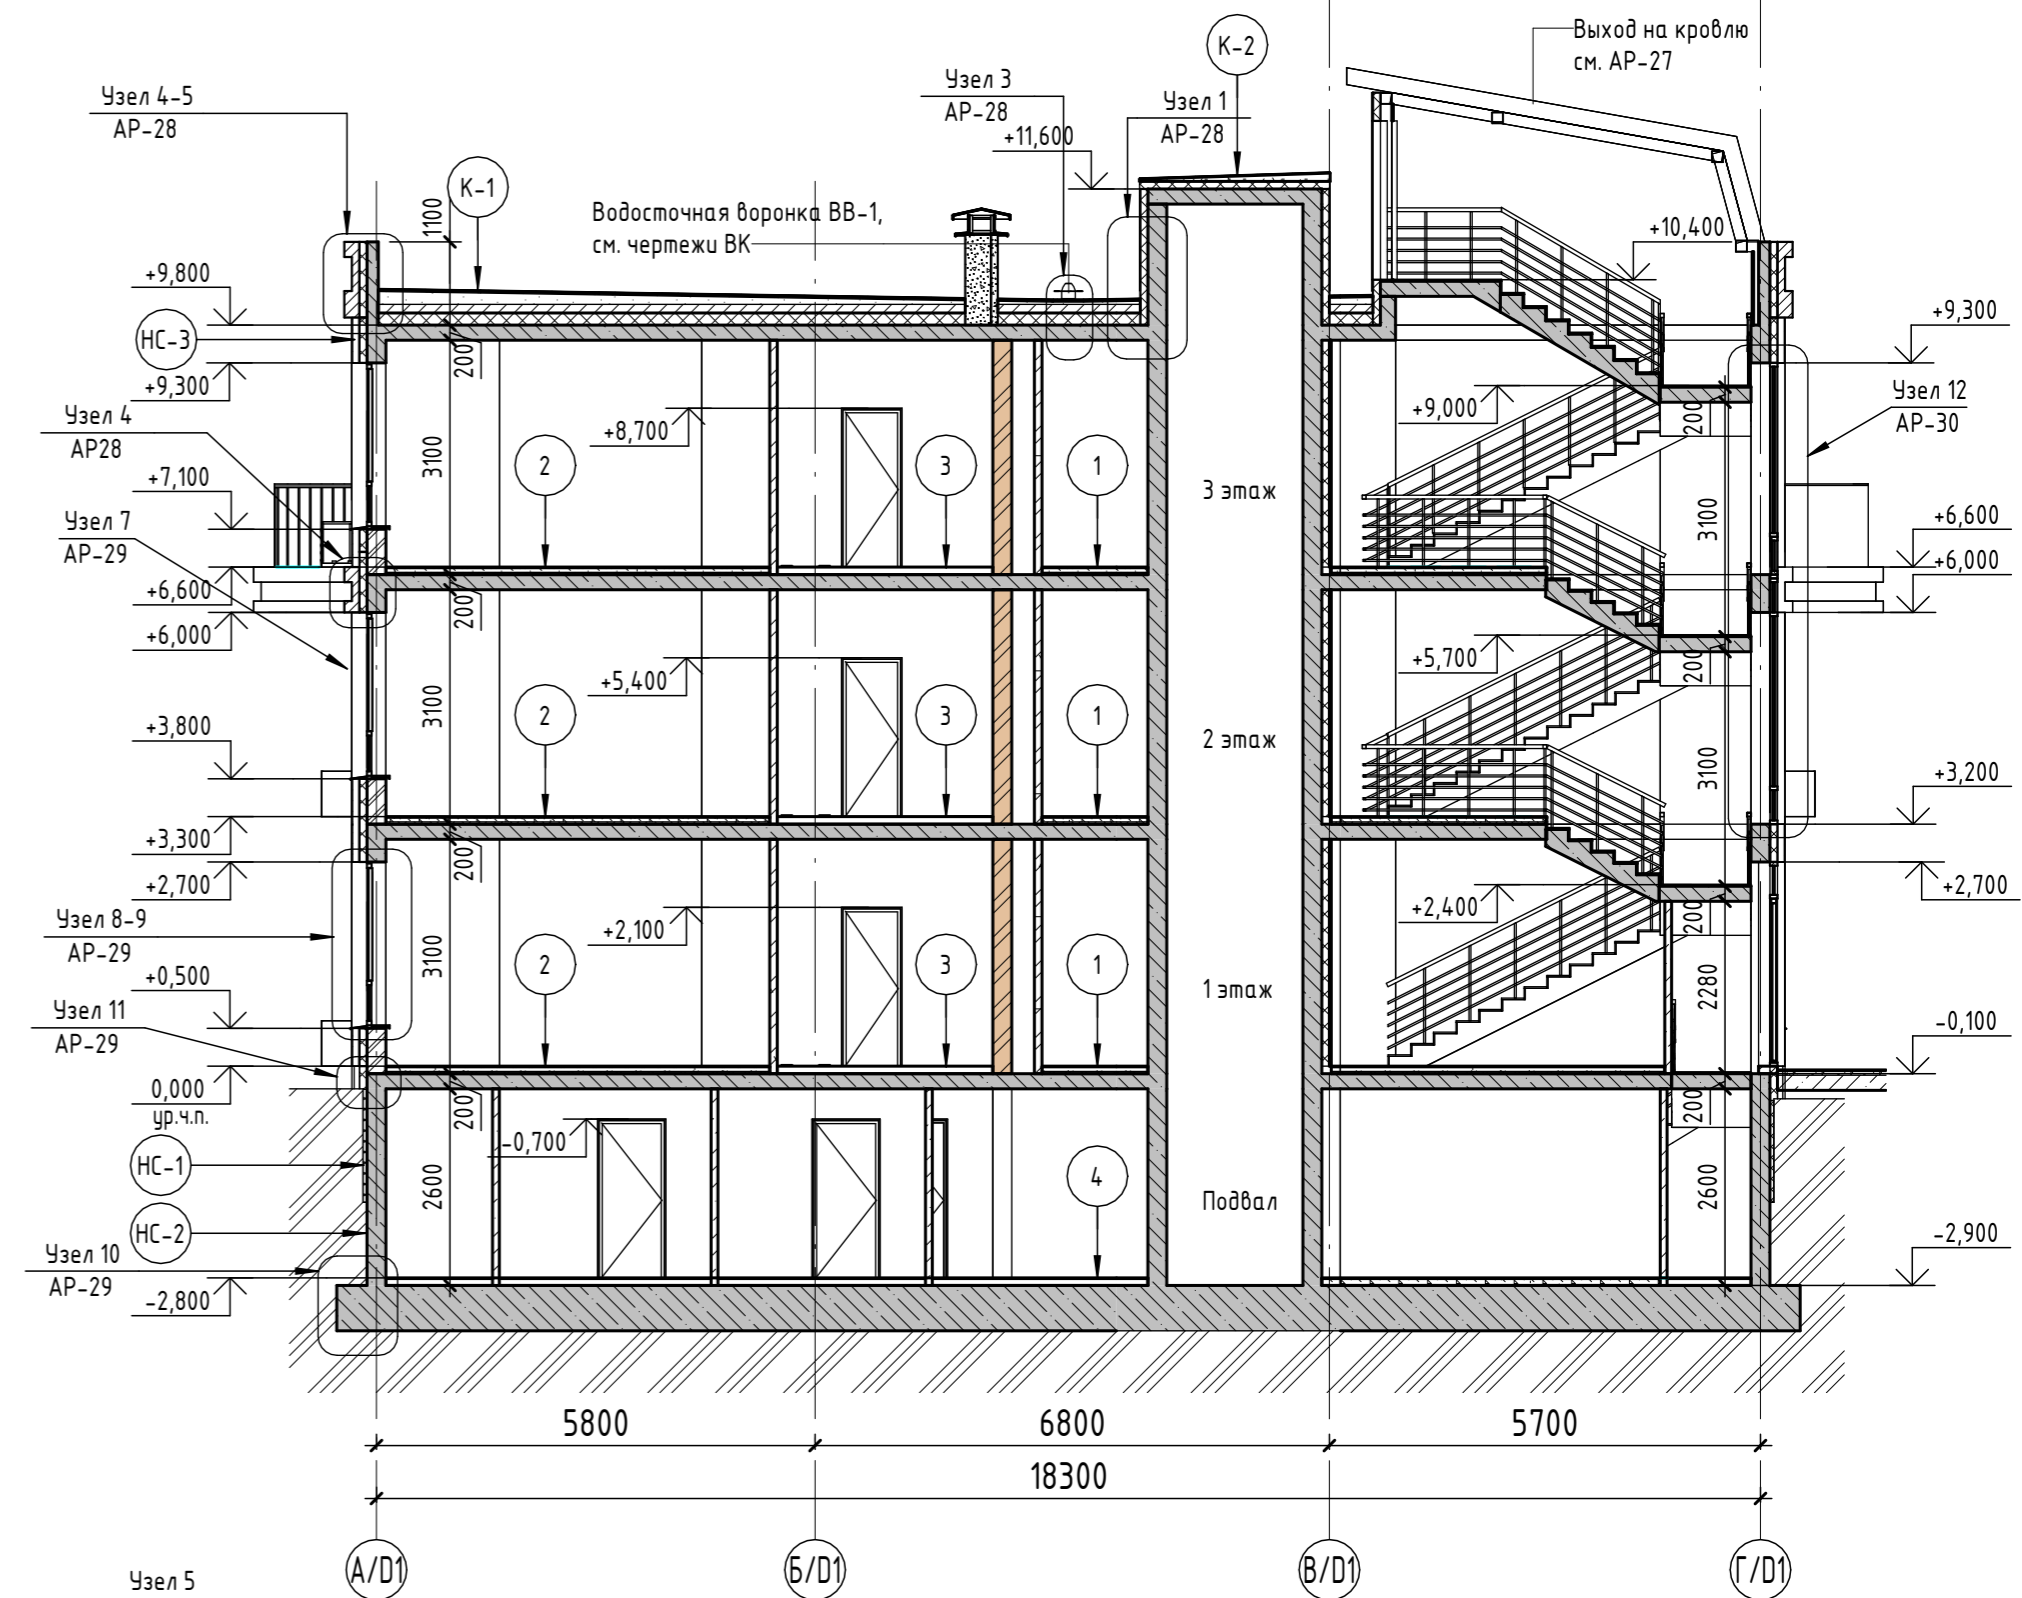 Выход на кровлю
см. АР-27
К-2
Узел 3
АР-28
Узел 1
АР-28
+11,600
Узел 4-5
АР-28
К-1
1100
Водосточная воронка ВВ-1,
см. чертежи ВК
+10,400
+9,800
НС-3
+9,300
200
+9,300
Узел 12
АР-30
Узел 4
АР28
+8,700
+9,000
200
3100
2
3
1
3 этаж
3100
+7,100
Узел 7
АР-29
+6,600
+6,000
200
+6,600
+6,000
+5,400
+5,700
200
3100
2
3
1
2 этаж
3100
+3,800
+3,300
+2,700
200
+3,200
+2,700
Узел 8-9
АР-29
+2,100
+2,400
200
3100
2
3
1
1 этаж
2280
+0,500
Узел 11
АР-29
-0,100
0,000
ур.ч.п.
200
200
-0,700
НС-1
2600
4
Подвал
2600
НС-2
Узел 10
АР-29
-2,800
-2,900
5800
6800
5700
18300
А/D1
Б/D1
В/D1
Г/D1
Узел 5